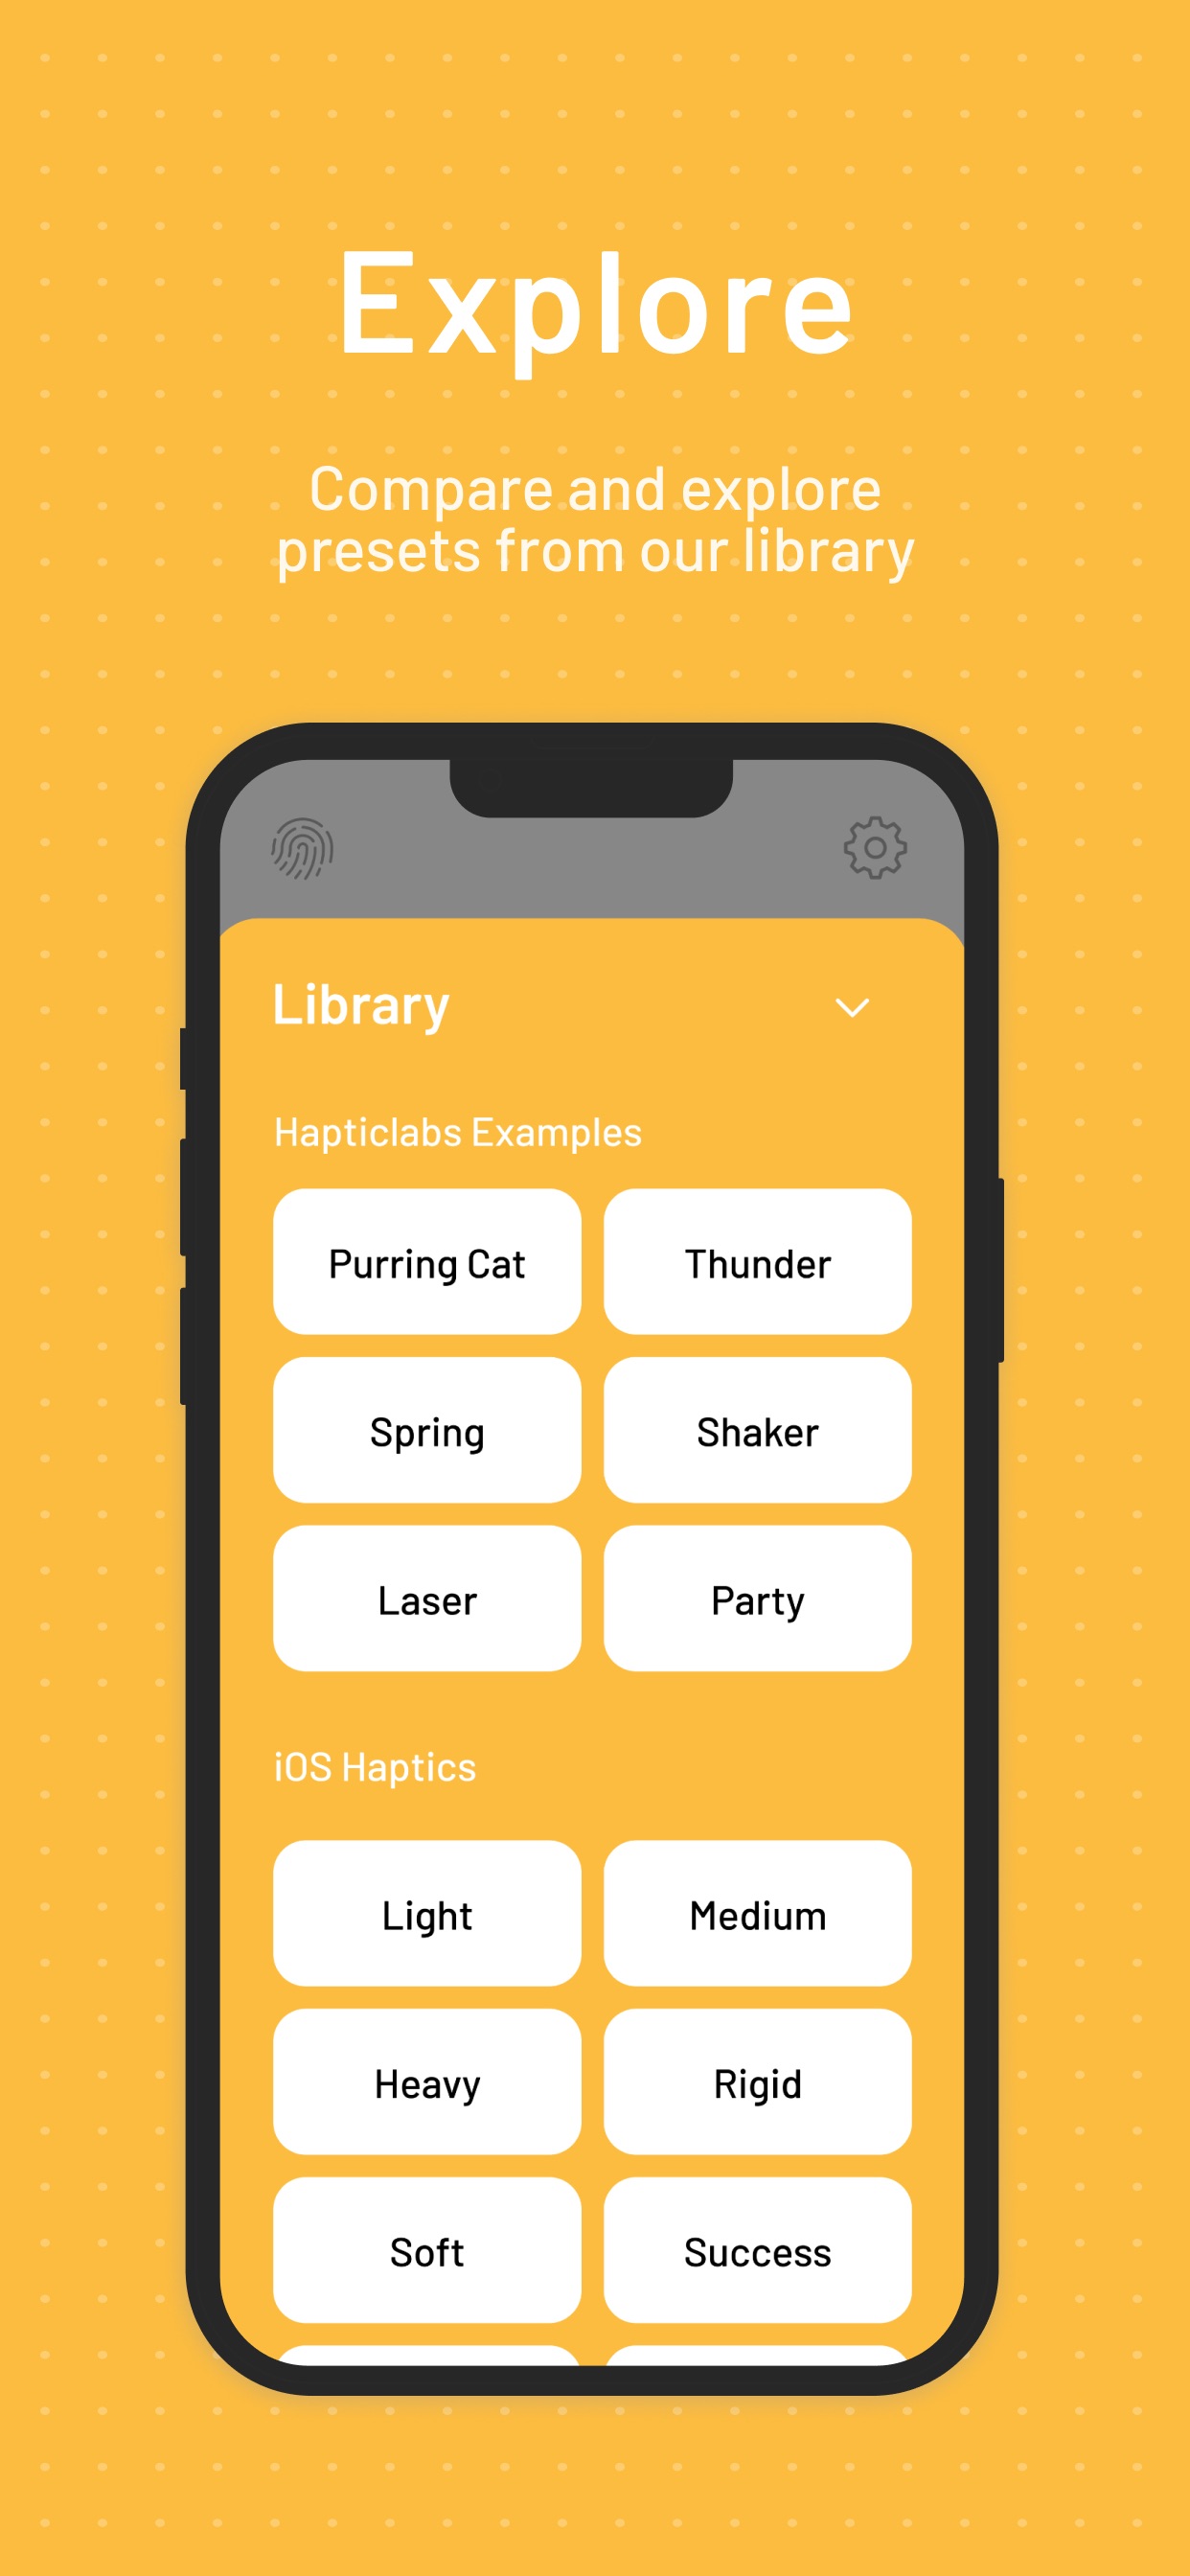 Explore
Compare and explore
presets from our library
Library
Hapticlabs Examples
Purring Cat
Thunder
Spring
Shaker
Laser
Party
iOS Haptics
Light
Medium
Heavy
Rigid
Soft
Success